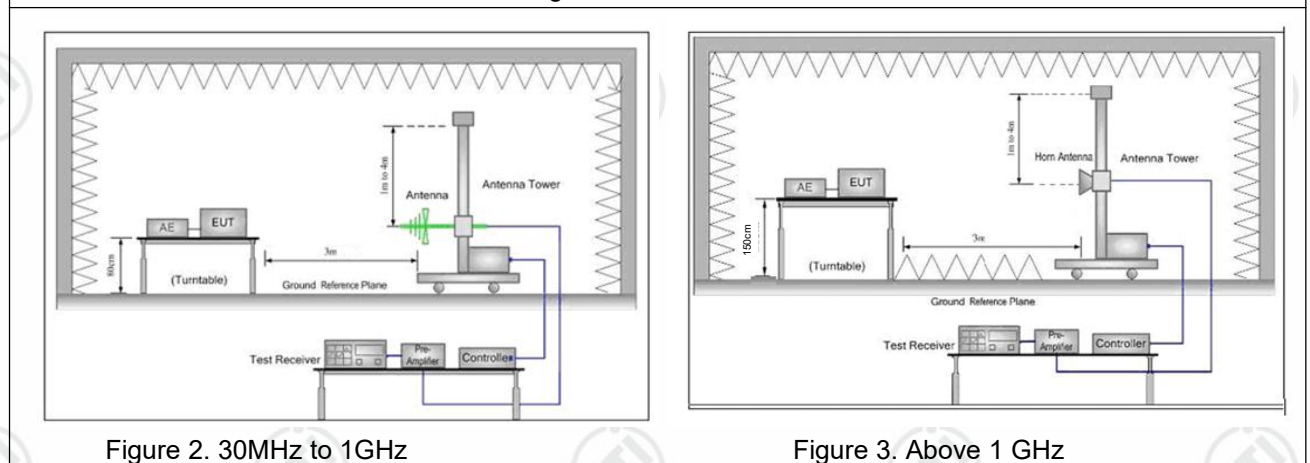 1m to 4m
Antenna
Antenna Tower
AE
EUT
80cm
3m
(Turntable)
Ground Reference Plane
Test Receiver
Pre-
Amplifier
Controller
Figure 2. 30MHz to 1GHz
1m to 4m
Horn Antenna
Antenna Tower
AE
EUT
150cm
3m
(Turntable)
Ground Reference Plane
Test Receiver
Pre-
Amplifier
Controller
Figure 3. Above 1 GHz